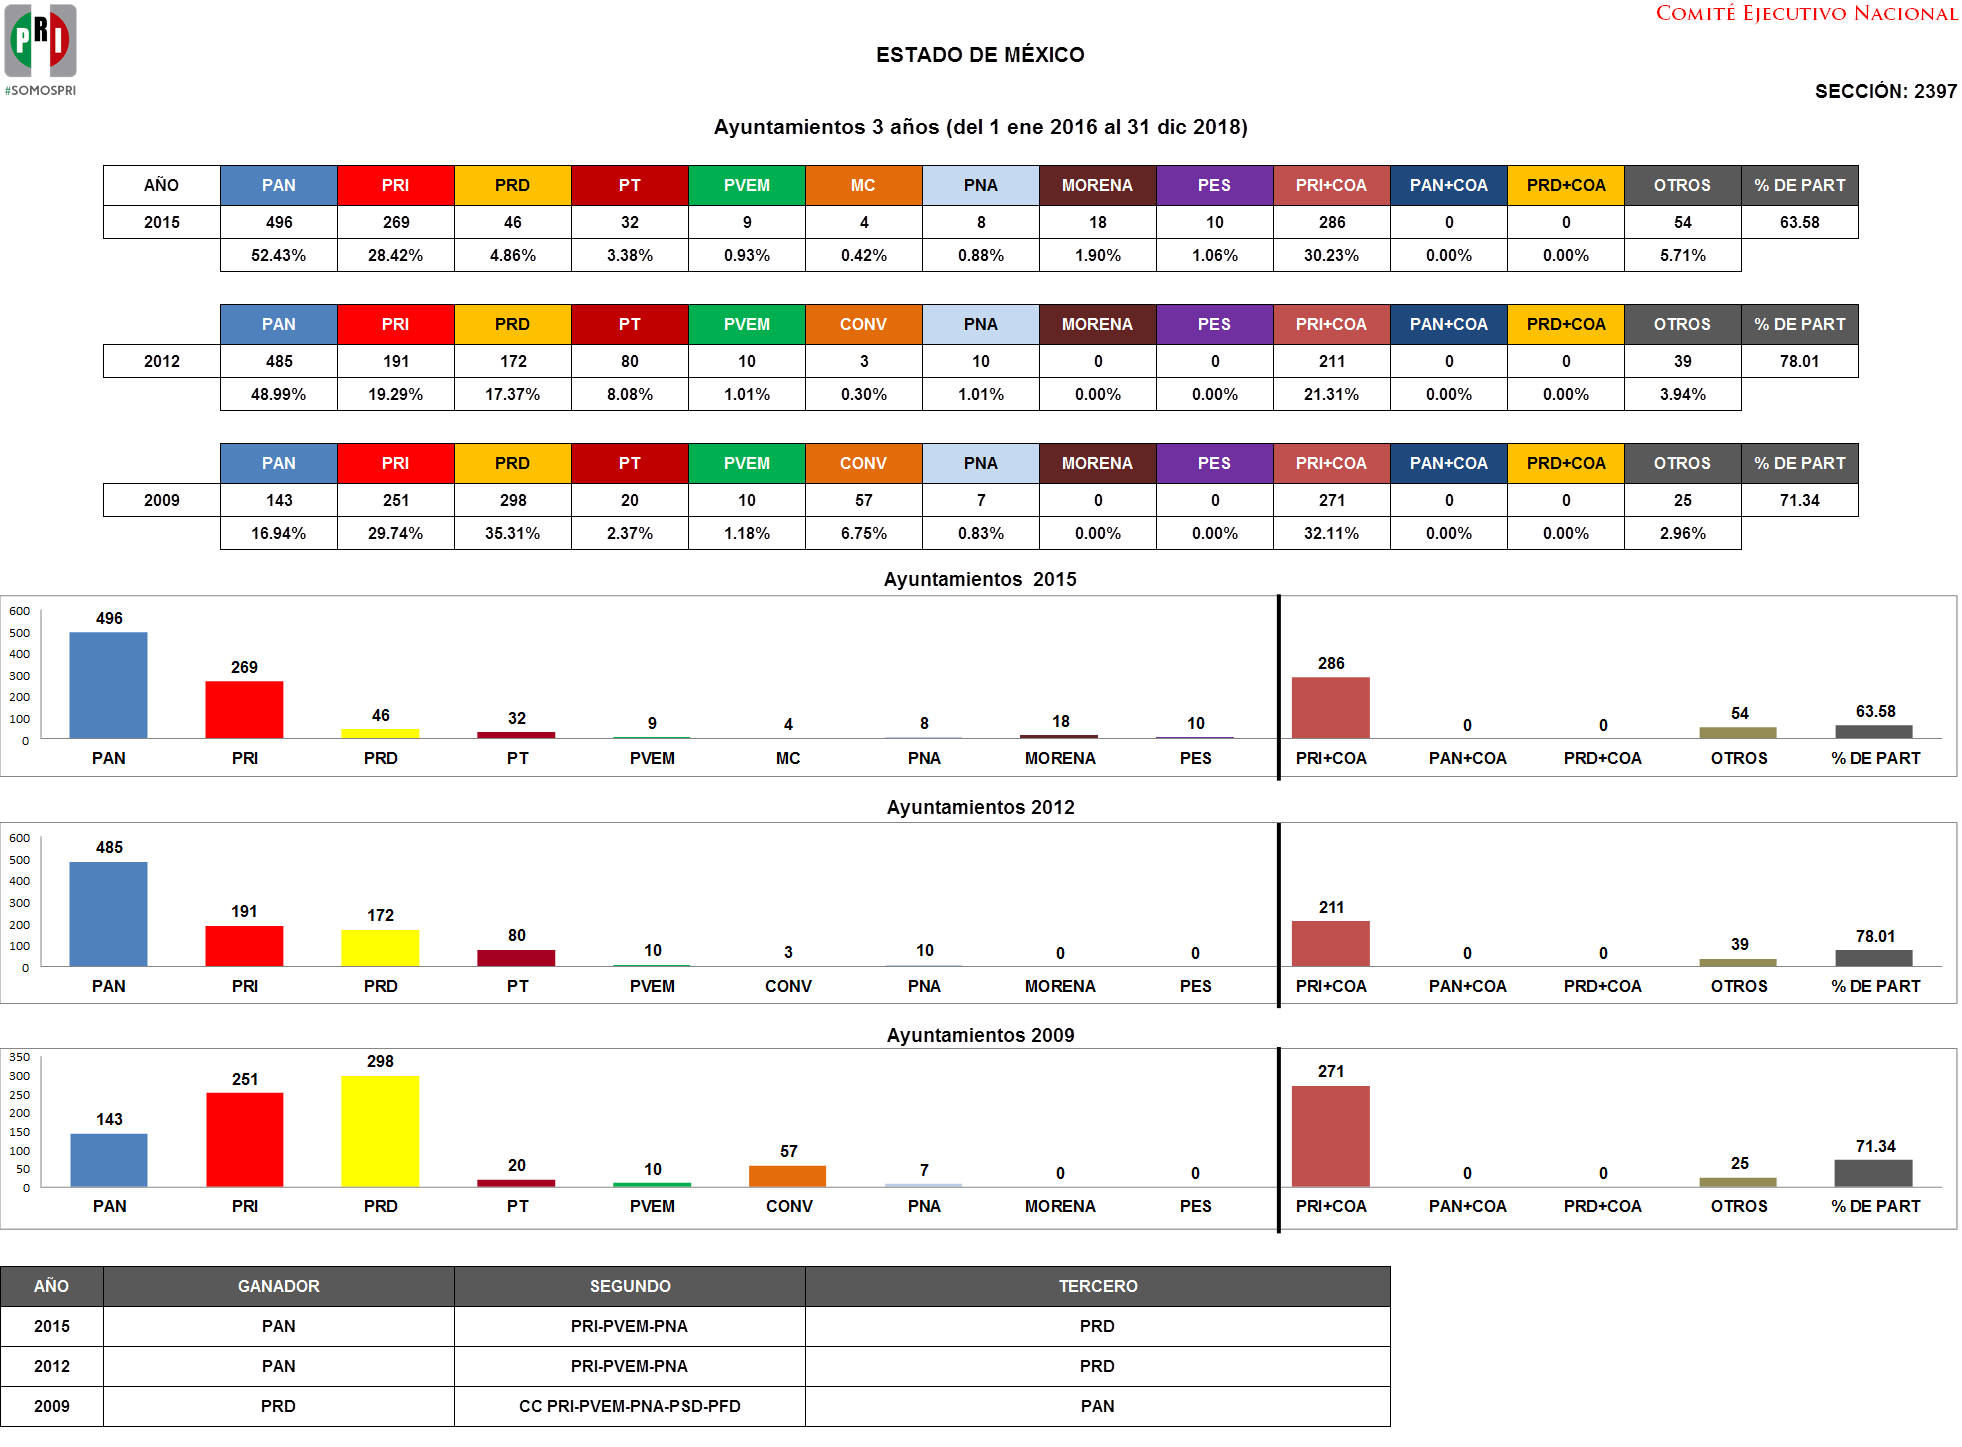 COMITÉ EJECUTIVO NACIONAL
PRI
#SOMOSPRI
ESTADO DE MÉXICO
SECCIÓN: 2397
Ayuntamientos 3 años (del 1 ene 2016 al 31 dic 2018)
AÑO PAN PRI PRD PT PVEM MC PNA MORENA PES PRI+COA PAN+COA PRD+COA OTROS % DE PART
2015 496 269 46 32 9 4 8 18 10 286 0 0 54 63.58
52.43% 28.42% 4.86% 3.38% 0.93% 0.42% 0.88% 1.90% 1.06% 30.23% 0.00% 0.00% 5.71%
PAN PRI PRD PT PVEM CONV PNA MORENA PES PRI+COA PAN+COA PRD+COA OTROS % DE PART
2012 485 191 172 80 10 3 10 0 0 211 0 0 39 78.01
48.99% 19.29% 17.37% 8.08% 1.01% 0.30% 1.01% 0.00% 0.00% 21.31% 0.00% 0.00% 3.94%
PAN PRI PRD PT PVEM CONV PNA MORENA PES PRI+COA PAN+COA PRD+COA OTROS % DE PART
2009 143 251 298 20 10 57 7 0 0 271 0 0 25 71.34
16.94% 29.74% 35.31% 2.37% 1.18% 6.75% 0.83% 0.00% 0.00% 32.11% 0.00% 0.00% 2.96%
Ayuntamientos 2015
600
500
400
300
200
100
0
496 269 46 32 9 4 8 18 10 286 0 0 54 63.58
PAN PRI PRD PT PVEM MC PNA MORENA PES PRI+COA PAN+COA PRD+COA OTROS % DE PART
Ayuntamientos 2012
600
500
400
300
200
100
0
485 191 172 80 10 3 10 0 0 211 0 0 39 78.01
PAN PRI PRD PT PVEM CONV PNA MORENA PES PRI+COA PAN+COA PRD+COA OTROS % DE PART
Ayuntamientos 2009
350
300
250
200
150
100
50
0
143 251 298 20 10 57 7 0 0 271 0 0 25 71.34
PAN PRI PRD PT PVEM CONV PNA MORENA PES PRI+COA PAN+COA PRD+COA OTROS % DE PART
AÑO GANADOR SEGUNDO TERCERO
2015 PAN PRI-PVEM-PNA PRD
2012 PAN PRI-PVEM-PNA PRD
2009 PRD CC PRI-PVEM-PNA-PSD-PFD PAN